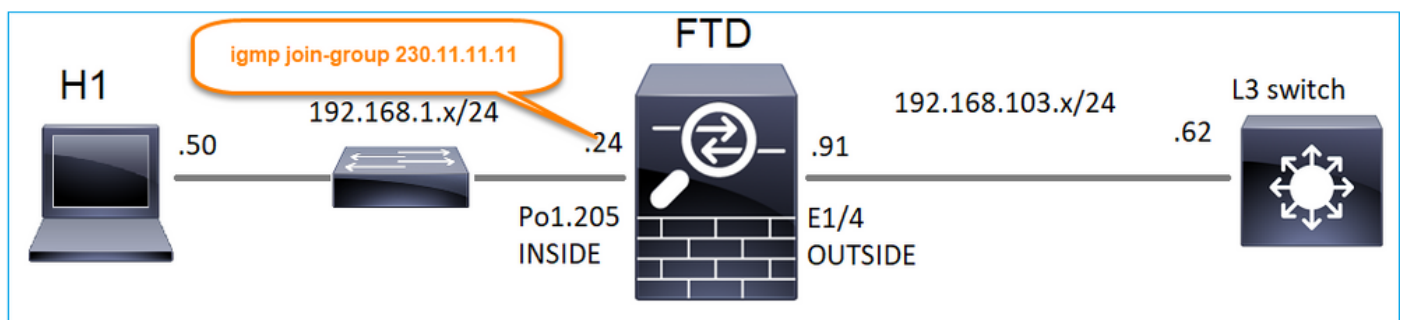 FTD
igmp join-group 230.11.11.11
H1
192.168.1.x/24
192.168.103.x/24
L3 switch
.50
.24
.91
.62
Po1.205
INSIDE
E1/4
OUTSIDE